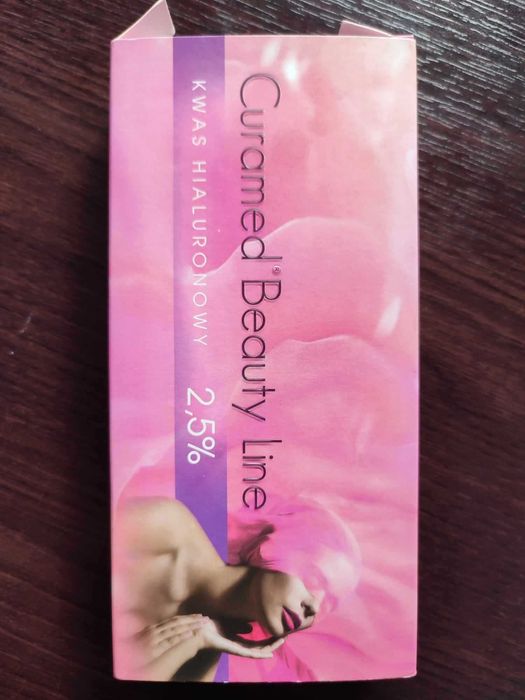 Curamed® Beauty Line
KWAS HIALURONOWY 2,5%